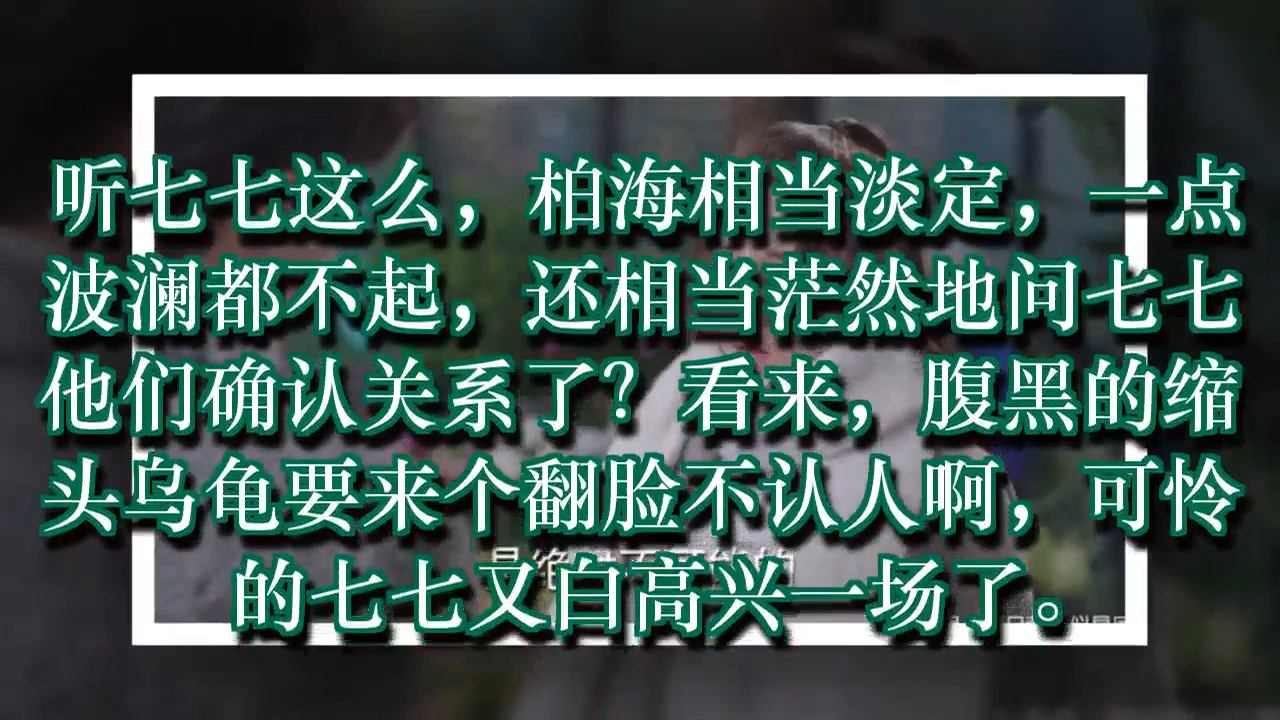 听七七这么，柏海相当淡定，一点
波澜都不起，还相当茫然地问七七
他们确认关系了？看来，腹黑的缩
头乌龟要来个翻脸不认人啊，可怜
的七七又白高兴一场了。